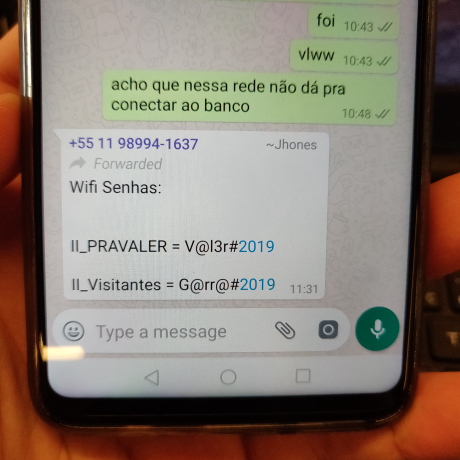 foi 10:43
vlww 10:43
acho que nessa rede não dá pra
conectar ao banco
10:48
+55 11 98994-1637 ~Jhones
Forwarded
Wifi Senhas:
II_PRAVALER = V@l3r#2019
II_Visitantes = G@rr@#2019 11:31
Type a message